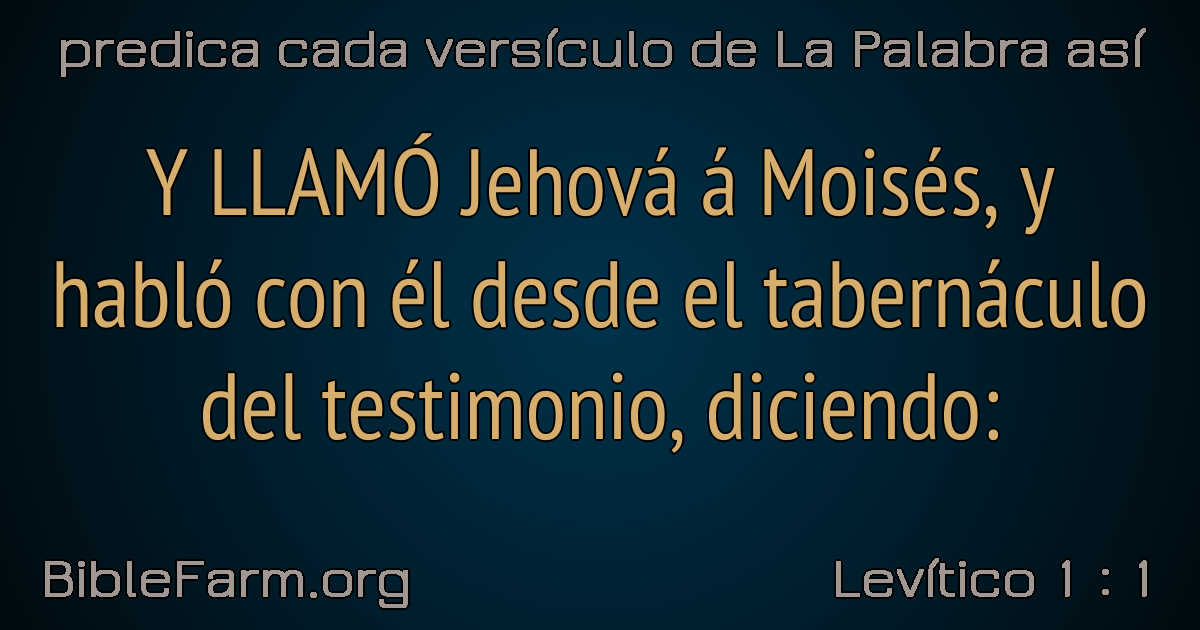 predica cada versículo de La Palabra así
Y LLAMÓ Jehová á Moisés, y
habló con él desde el tabernáculo
del testimonio, diciendo:
BibleFarm.org
Levítico 1 : 1